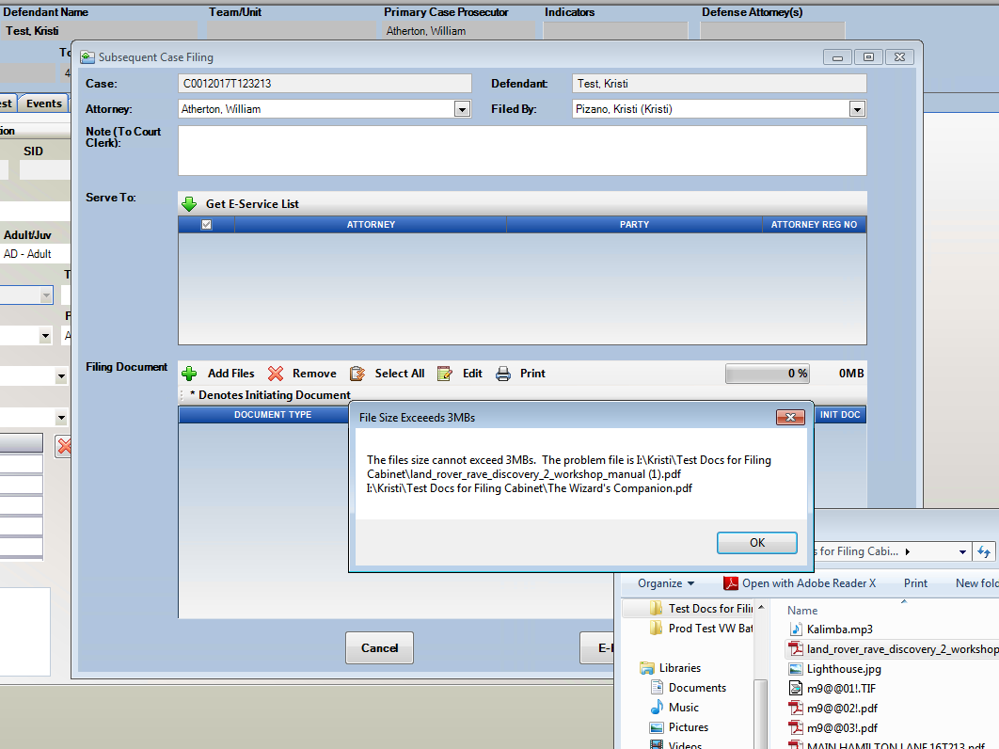 Defendant Name Team/Unit Primary Case Prosecutor Indicators Defense Attorney(s)
Test, Kristi Atherton, William
Subsequent Case Filing
Case: C0012017T123213 Defendant: Test, Kristi
Attorney: Atherton, William Filed By: Pizano, Kristi (Kristi)
Note (To Court
Clerk):
Serve To: Get E-Service List
ATTORNEY PARTY ATTORNEY REG NO
Events
SID
Adult/Juv
AD - Adult
Filing Document Add Files Remove Select All Edit Print 0 % 0MB
* Denotes Initiating Document
DOCUMENT TYPE INIT DOC
File Size Exceeeds 3MBs
The files size cannot exceed 3MBs. The problem file is I:\Kristi\Test Docs for Filing
Cabinet\land_rover_rave_discovery_2_workshop_manual (1).pdf
I:\Kristi\Test Docs for Filing Cabinet\The Wizard's Companion.pdf
OK
Cancel
s for Filing Cabi...
Organize Open with Adobe Reader X Print New fol
Test Docs for Fili
Prod Test VW Bat
Libraries
Documents
Music
Pictures
Videos
Name
Kalimba.mp3
land_rover_rave_discovery_2_workshop
Lighthouse.jpg
m9@@01!.TIF
m9@@02!.pdf
m9@@03!.pdf
MAIN HAMILTON LANE 16T213.pdf